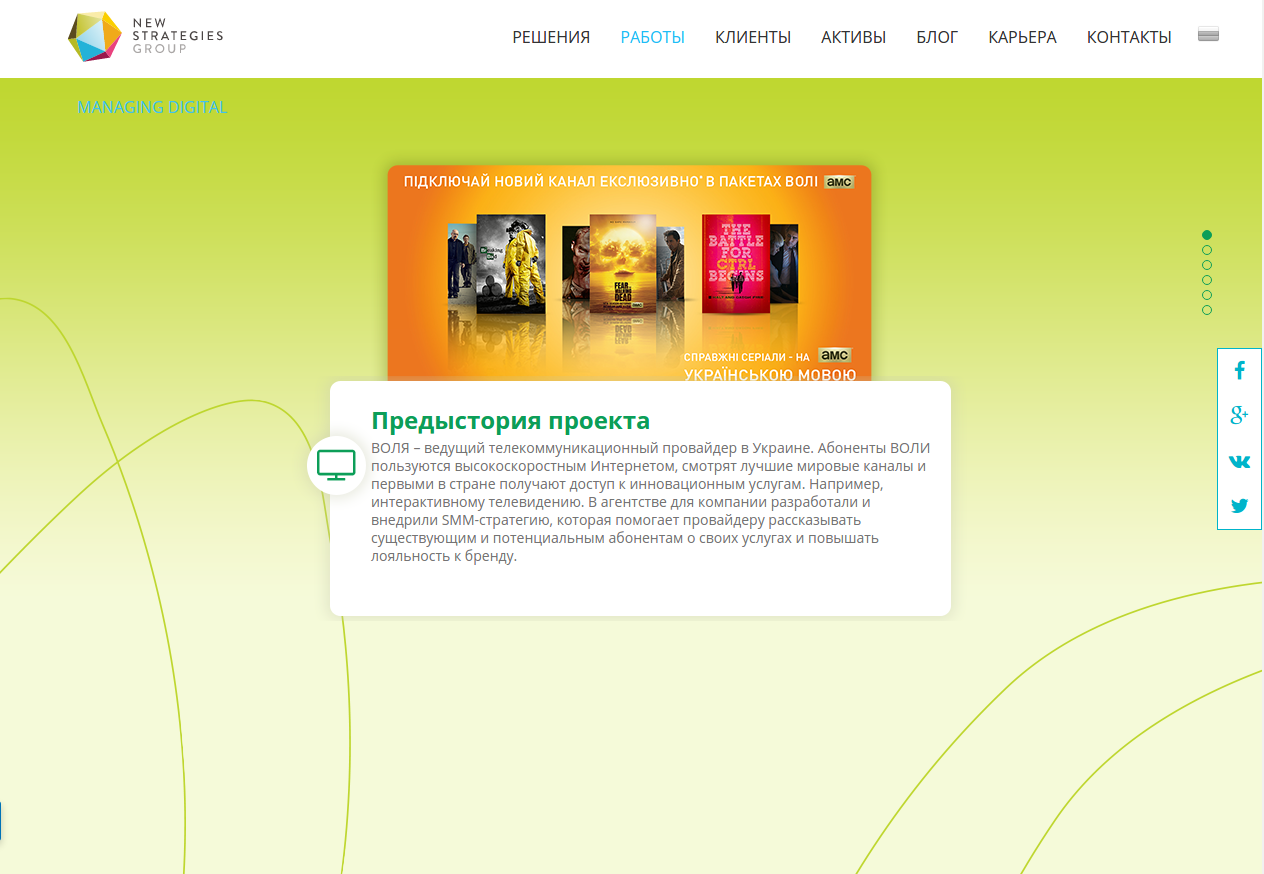 NEW
STRATEGIES
GROUP
РЕШЕНИЯ РАБОТЫ КЛИЕНТЫ АКТИВЫ БЛОГ КАРЬЕРА КОНТАКТЫ
MANAGING DIGITAL
ПІДКЛЮЧАЙ НОВИЙ КАНАЛ ЕКСЛЮЗИВНО* В ПАКЕТАХ ВОЛІ aMC
Breaking
Bad
FEAR
THE WALKING
DEAD
aMC
THE
BATTLE
FOR
CTRL
BEGINS
СПРАВЖНІ СЕРІАЛИ - НА aMC
УКРАЇНСЬКОЮ МОВОЮ
Предыстория проекта
ВОЛЯ – ведущий телекоммуникационный провайдер в Украине. Абоненты ВОЛИ
пользуются высокоскоростным Интернетом, смотрят лучшие мировые каналы и
первыми в стране получают доступ к инновационным услугам. Например,
интерактивному телевидению. В агентстве для компании разработали и
внедрили SMM-стратегию, которая помогает провайдеру рассказывать
существующим и потенциальным абонентам о своих услугах и повышать
лояльность к бренду.